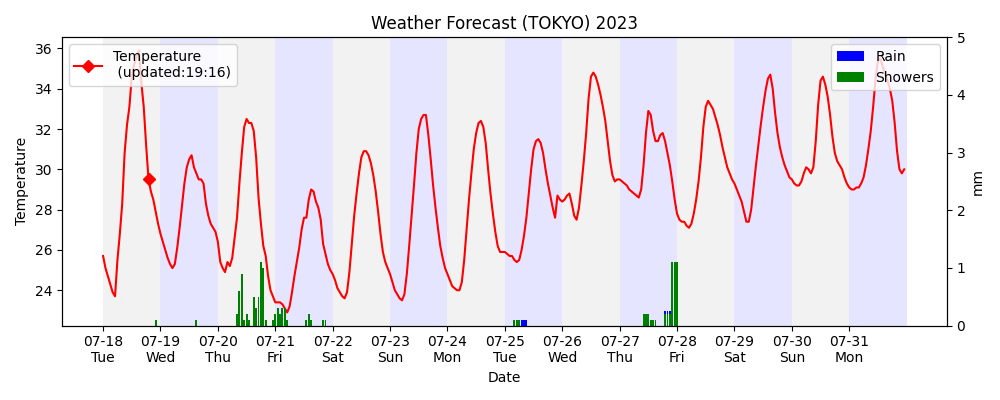 Weather Forecast (TOKYO) 2023
Temperature
(updated:19:16)
Rain
Showers
36
34
32
30
28
26
24
Temperature
5
4
3
2
1
0
mm
07-18 07-19 07-20 07-21 07-22 07-23 07-24 07-25 07-26 07-27 07-28 07-29 07-30 07-31
Tue Wed Thu Fri Sat Sun Mon Tue Wed Thu Fri Sat Sun Mon
Date